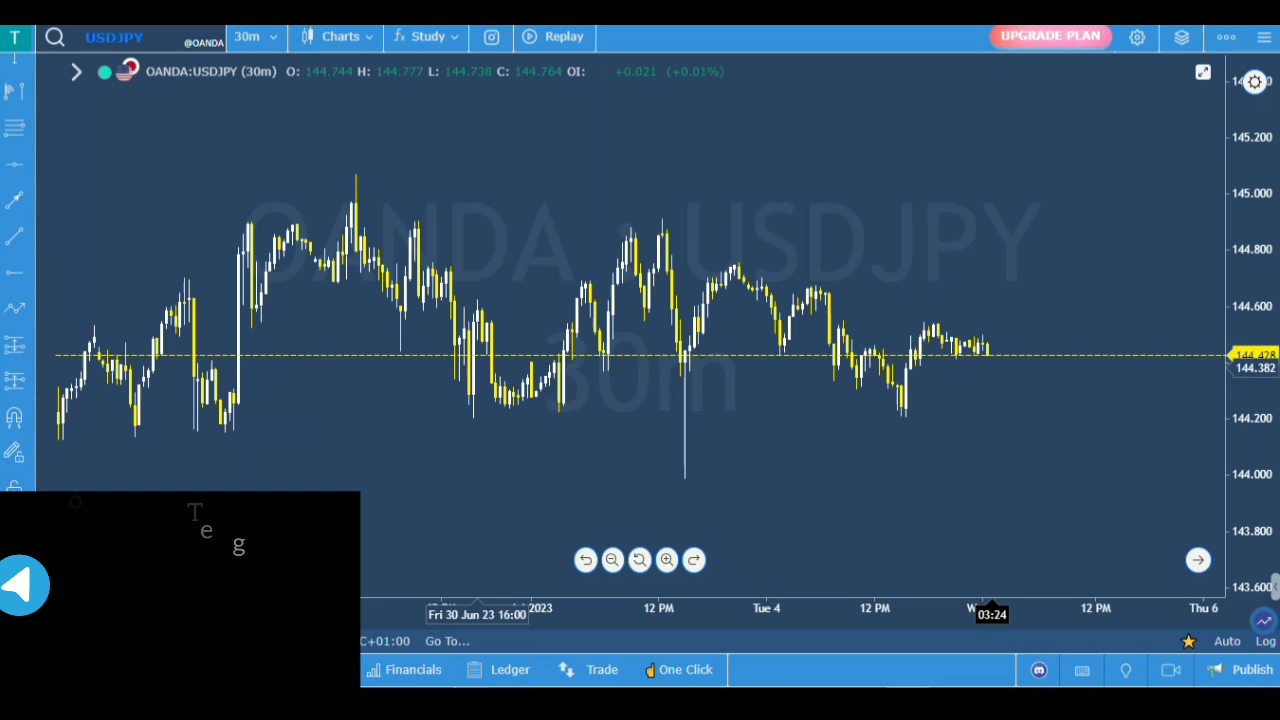 T USDJPY @OANDA 30m Charts fx Study Replay UPGRADE PLAN
OANDA:USDJPY (30m) O: 144.744 H: 144.777 L: 144.738 C: 144.764 OI: +0.021 (+0.01%)
145.200
145.000
144.800
144.600
144.428
144.382
144.200
144.000
143.800
143.600
OANDA : USDJPY
30m
O
T
e
g
2023 12 PM Tue 4 12 PM 12 PM Thu 6
Fri 30 Jun 23 16:00 03:24
C+01:00 Go To... Auto Log
Financials Ledger Trade One Click Publish